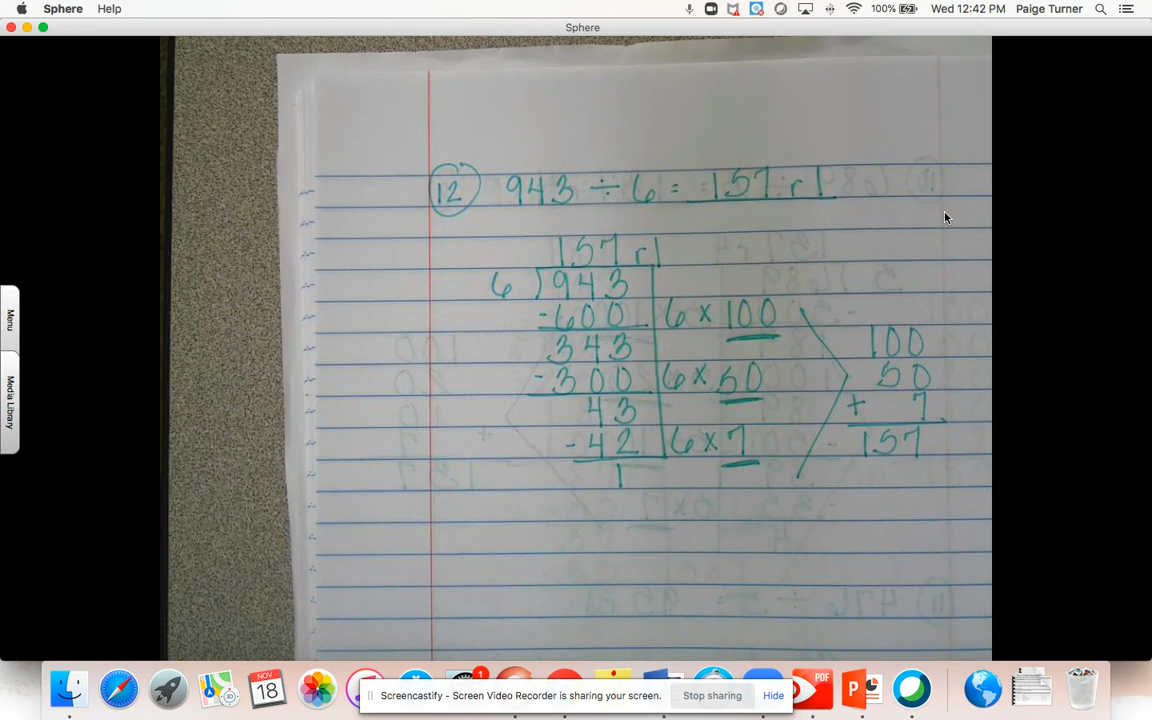 Sphere Help 100% Wed 12:42 PM Paige Turner
Sphere
Menu
Media Library
12 943 ÷ 6 = 157 r1
157 r1
6 943
-600 6 x 100
343 100
-300 6 x 50 50
43 + 7
-42 6 x 7 157
1
NOV
18
1
PDF
Screencastify - Screen Video Recorder is sharing your screen. Stop sharing Hide